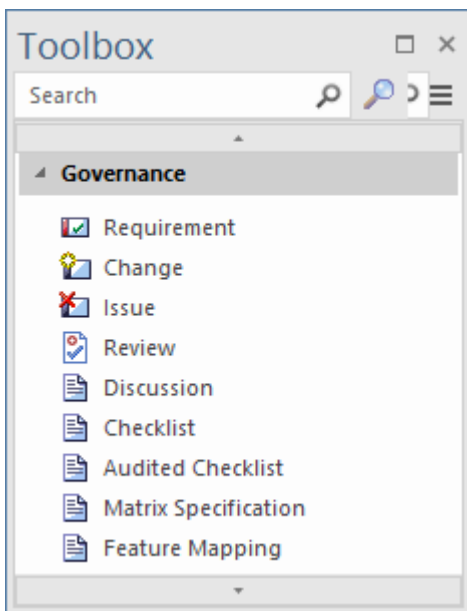 Toolbox
Search
Governance
Requirement
Change
Issue
Review
Discussion
Checklist
Audited Checklist
Matrix Specification
Feature Mapping